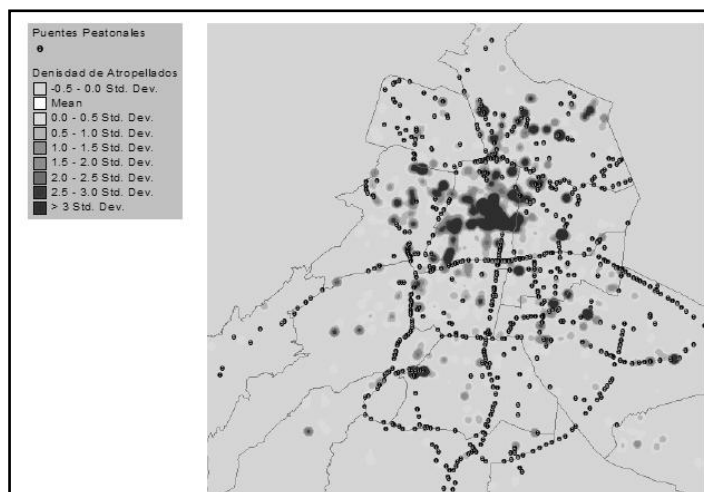 Puentes Peatonales
Denisdad de Atropellados
-0.5 - 0.0 Std. Dev.
Mean
0.0 - 0.5 Std. Dev.
0.5 - 1.0 Std. Dev.
1.0 - 1.5 Std. Dev.
1.5 - 2.0 Std. Dev.
2.0 - 2.5 Std. Dev.
2.5 - 3.0 Std. Dev.
> 3 Std. Dev.